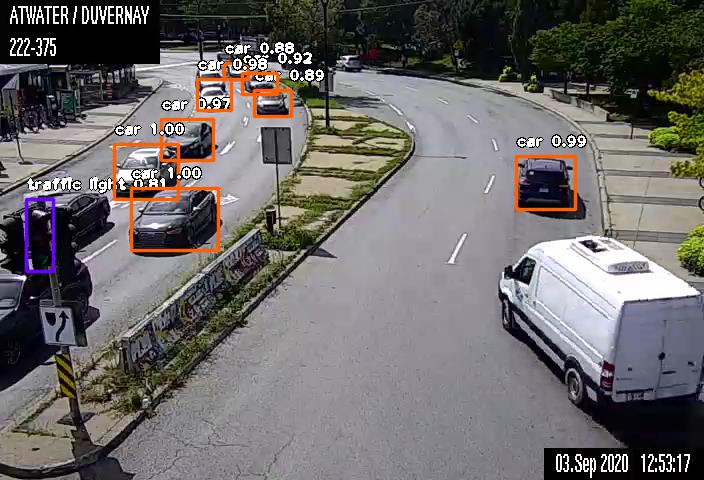 ATWATER / DUVERNAY
222-375
car 0.88
car 0.98
0.92
car 0.89
car 0.97
car 1.00
car 1.00
traffic light 0.81
car 0.99
03.Sep 2020 12:53:17